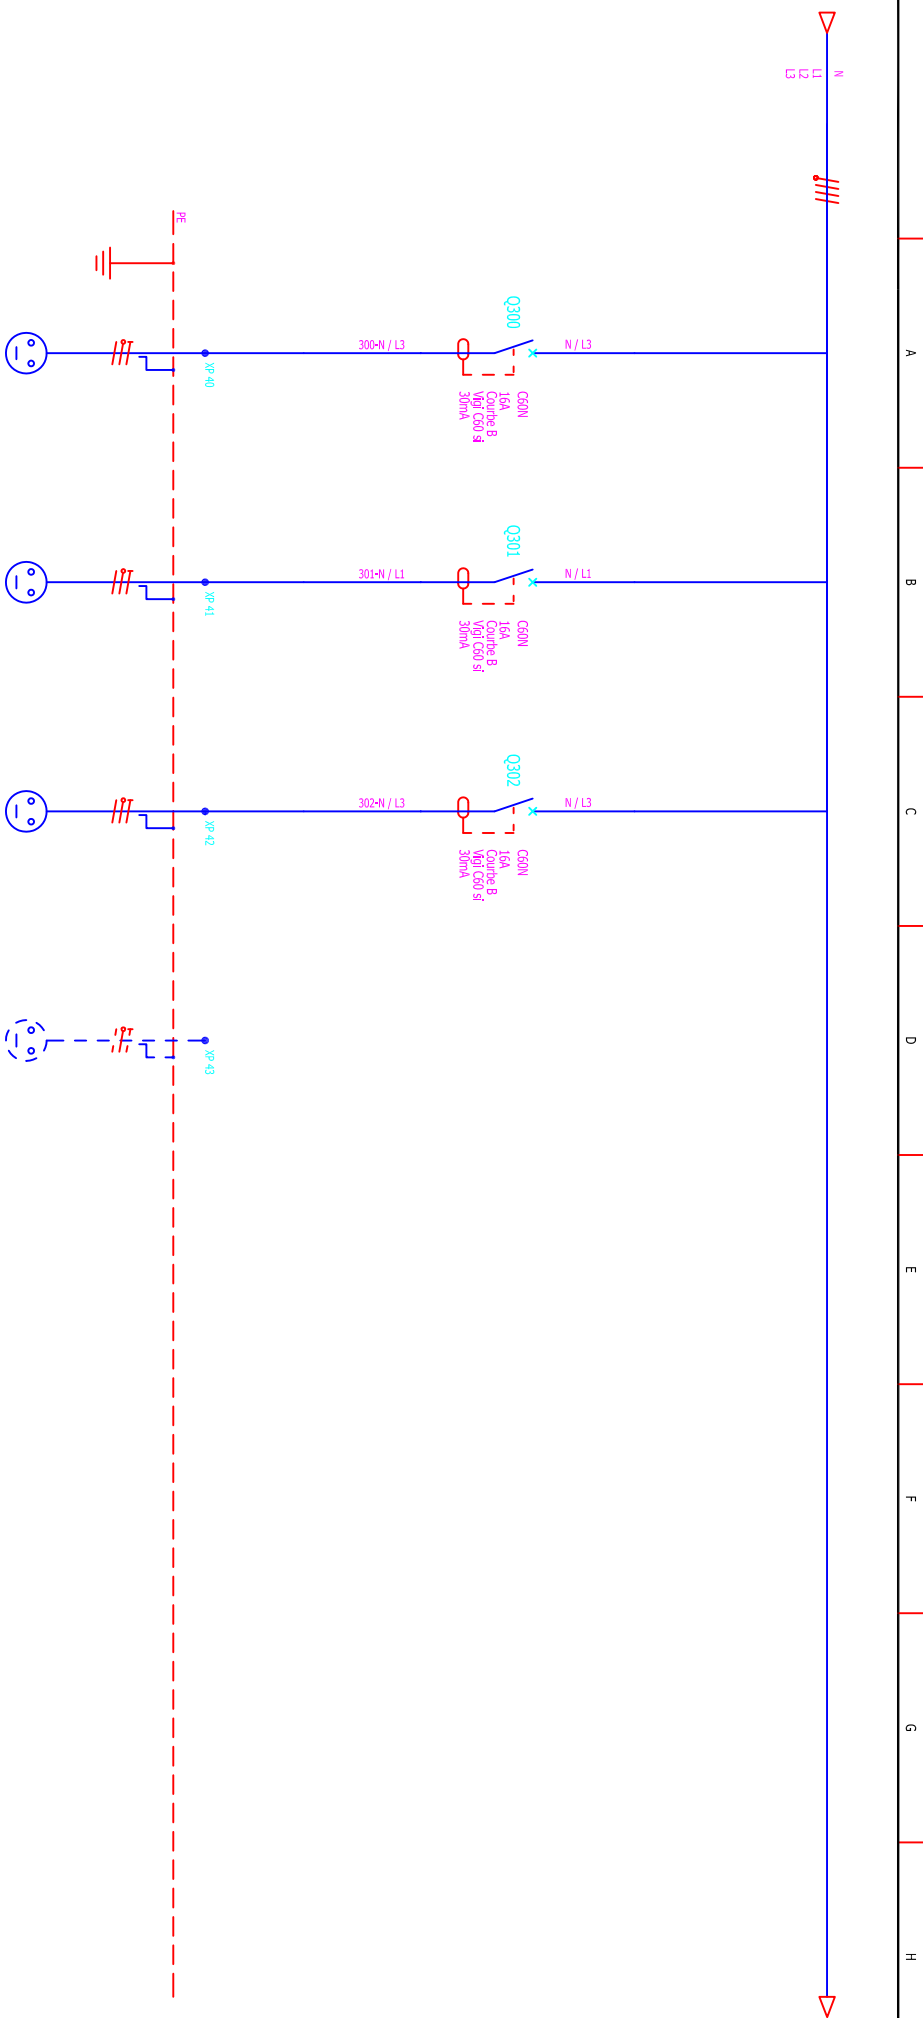 N
L1
L2
L3
A
B
C
D
E
F
G
H
N / L3
Q300
C60N
16A
Courbe B
Vigi C60 si
30mA
300-N / L3
XP 40
N / L1
Q301
C60N
16A
Courbe B
Vigi C60 si
30mA
301-N / L1
XP 41
N / L3
Q302
C60N
16A
Courbe B
Vigi C60 si
30mA
302-N / L3
XP 42
XP 43
PE